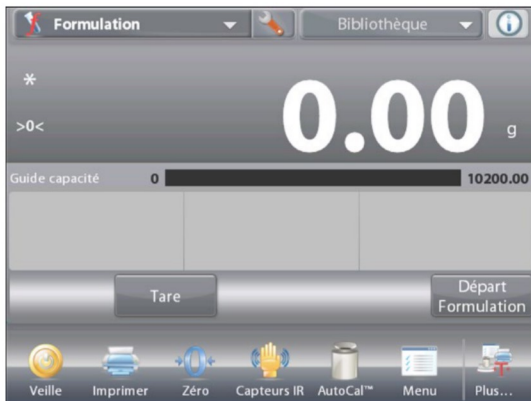 Formulation
Bibliothèque
*
>0<
0.00 g
Guide capacité 0 10200.00
Tare
Départ
Formulation
Veille Imprimer Zéro Capteurs IR AutoCal™ Menu Plus...